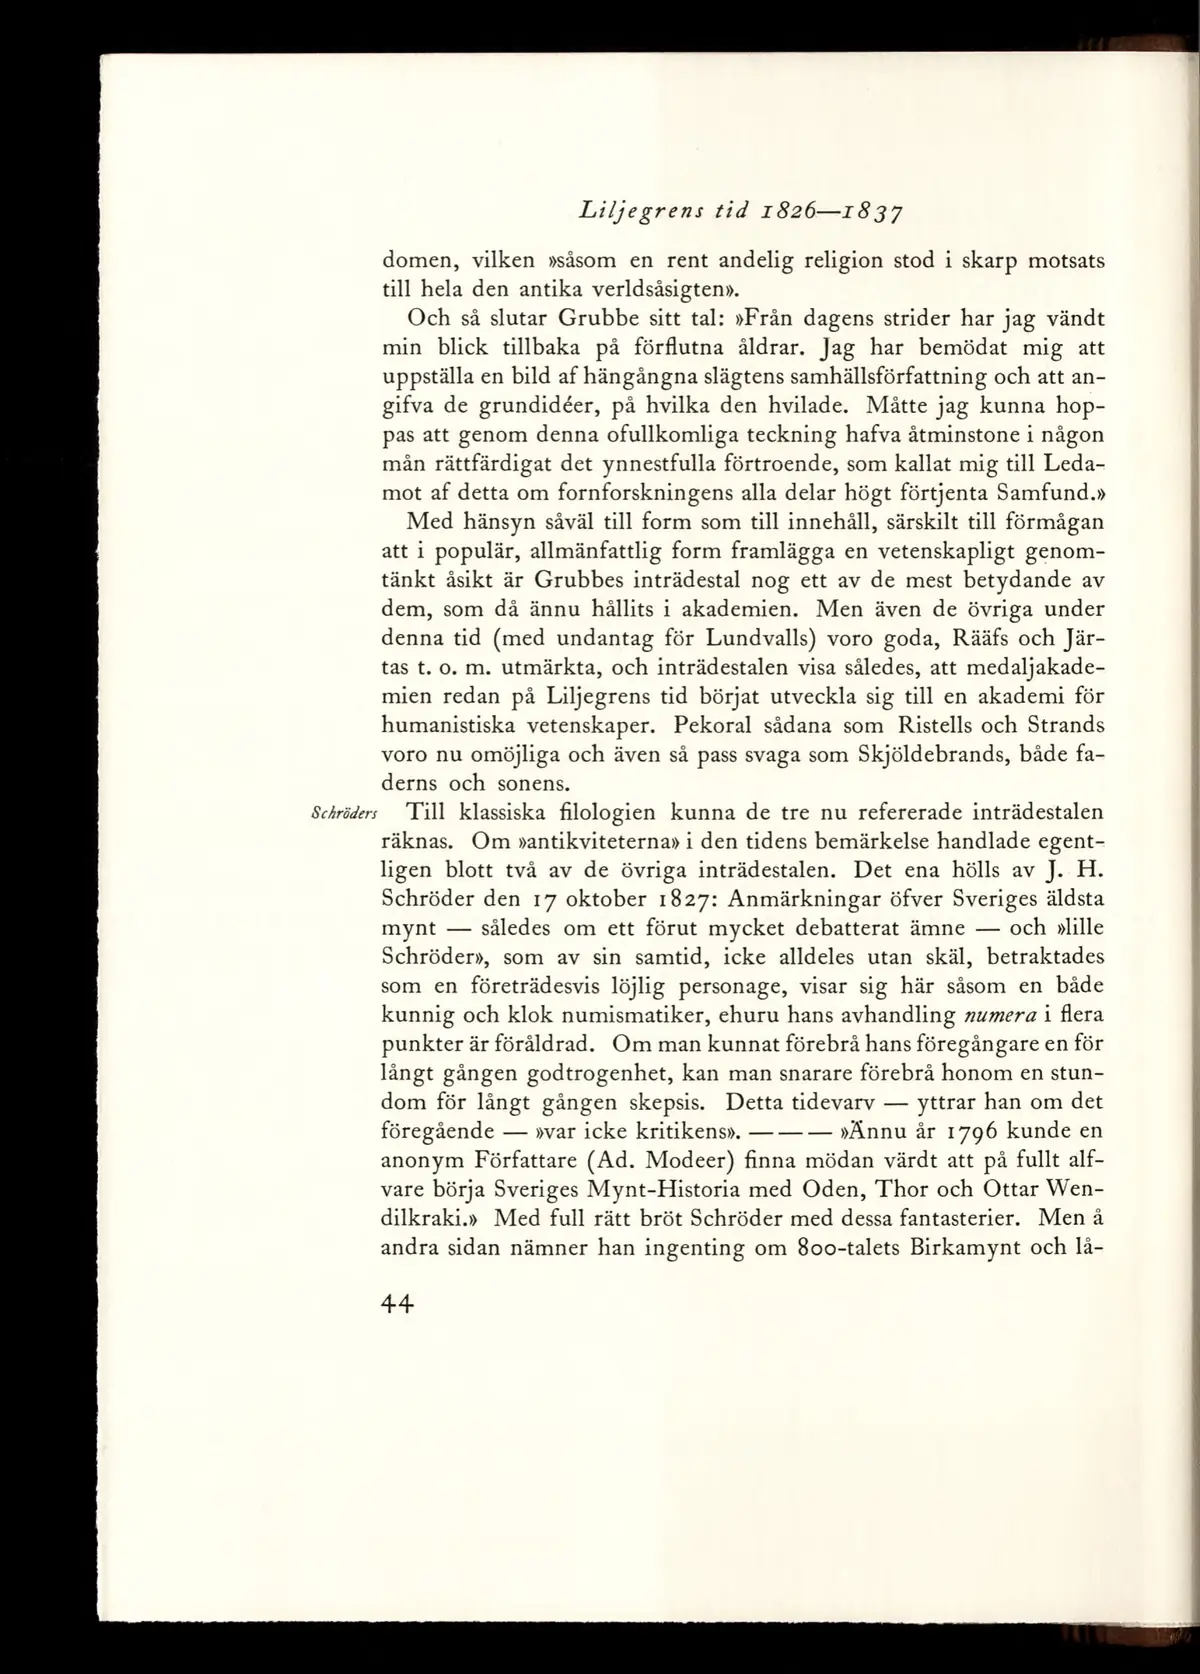 Liljegrens tid 1826—1837
domen, vilken »såsom en rent andelig religion stod i skarp motsats
till hela den antika verldsåsigten».
Och så slutar Grubbe sitt tal: »Från dagens strider har jag vändt
min blick tillbaka på förflutna åldrar. Jag har bemödat mig att
uppställa en bild af hängångna slägtens samhällsförfattning och att an-
gifva de grundidéer, på hvilka den hvilade. Måtte jag kunna hop-
pas att genom denna ofullkomliga teckning hafva åtminstone i någon
mån rättfärdigat det ynnestfulla förtroende, som kallat mig till Leda-
mot af detta om fornforskningens alla delar högt förtjenta Samfund.»
Med hänsyn såväl till form som till innehåll, särskilt till förmågan
att i populär, allmänfattlig form framlägga en vetenskapligt genom-
tänkt åsikt är Grubbes inträdestal nog ett av de mest betydande av
dem, som då ännu hållits i akademien. Men även de övriga under
denna tid (med undantag för Lundvalls) voro goda, Rääfs och Jär-
tas t. o. m. utmärkta, och inträdestalen visa således, att medaljakade-
mien redan på Liljegrens tid börjat utveckla sig till en akademi för
humanistiska vetenskaper. Pekoral sådana som Ristells och Strands
voro nu omöjliga och även så pass svaga som Skjöldebrands, både fa-
derns och sonens.
Schröders Till klassiska filologien kunna de tre nu refererade inträdestalen
räknas. Om »antikviteterna» i den tidens bemärkelse handlade egent-
ligen blott två av de övriga inträdestalen. Det ena hölls av J. H.
Schröder den 17 oktober 1827: Anmärkningar öfver Sveriges äldsta
mynt — således om ett förut mycket debatterat ämne — och »lille
Schröder», som av sin samtid, icke alldeles utan skäl, betraktades
som en företrädesvis löjlig personage, visar sig här såsom en både
kunnig och klok numismatiker, ehuru hans avhandling numera i flera
punkter är föråldrad. Om man kunnat förebrå hans föregångare en för
långt gången godtrogenhet, kan man snarare förebrå honom en stun-
dom för långt gången skepsis. Detta tidevarv — yttrar han om det
föregående — »var icke kritikens». — — — »Ännu år 1796 kunde en
anonym Författare (Ad. Modeer) finna mödan värdt att på fullt alf-
vare börja Sveriges Mynt-Historia med Oden, Thor och Ottar Wen-
dilkraki.» Med full rätt bröt Schröder med dessa fantasterier. Men å
andra sidan nämner han ingenting om 800-talets Birkamynt och lå-
44